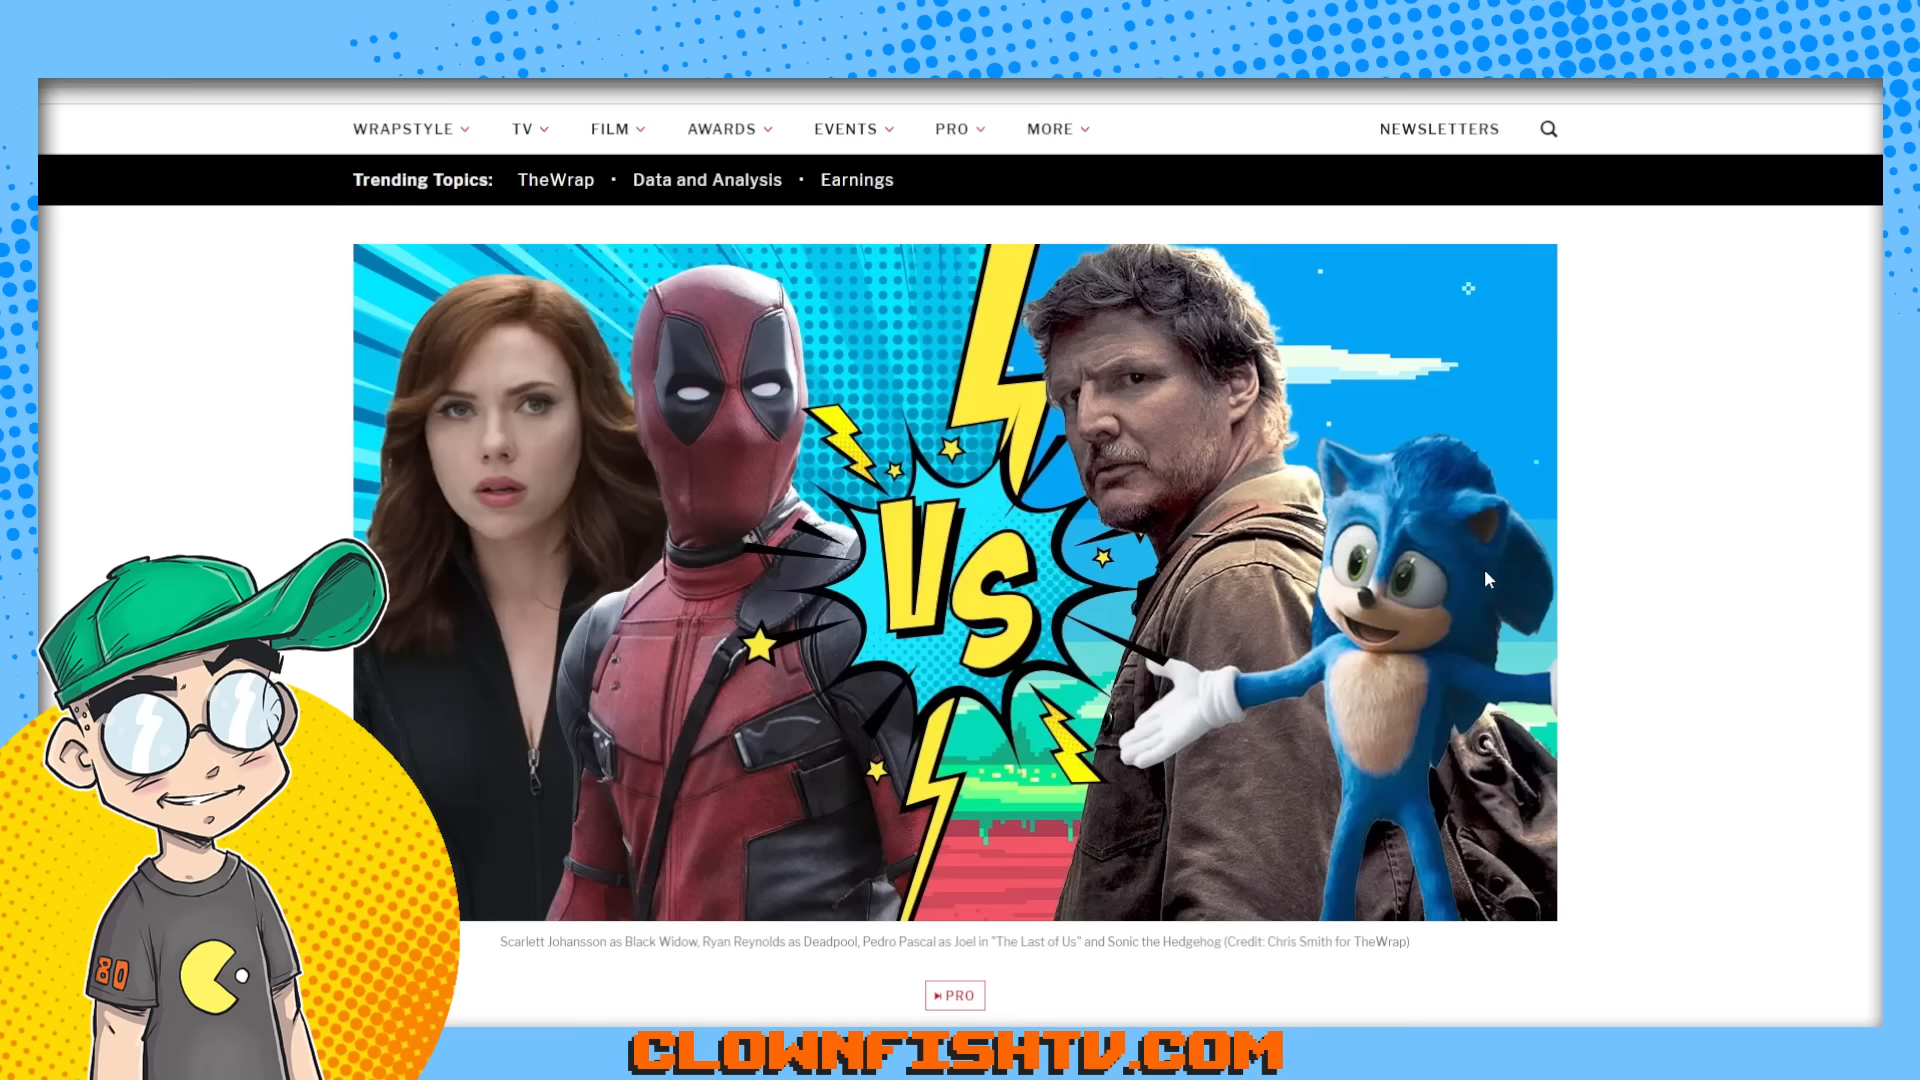 WRAPSTYLE TV FILM AWARDS EVENTS PRO MORE NEWSLETTERS
Trending Topics: TheWrap • Data and Analysis • Earnings
VS
Scarlett Johansson as Black Widow, Ryan Reynolds as Deadpool, Pedro Pascal as Joel in "The Last of Us" and Sonic the Hedgehog (Credit: Chris Smith for TheWrap)
80
PRO
CLOWNFISHTV.COM